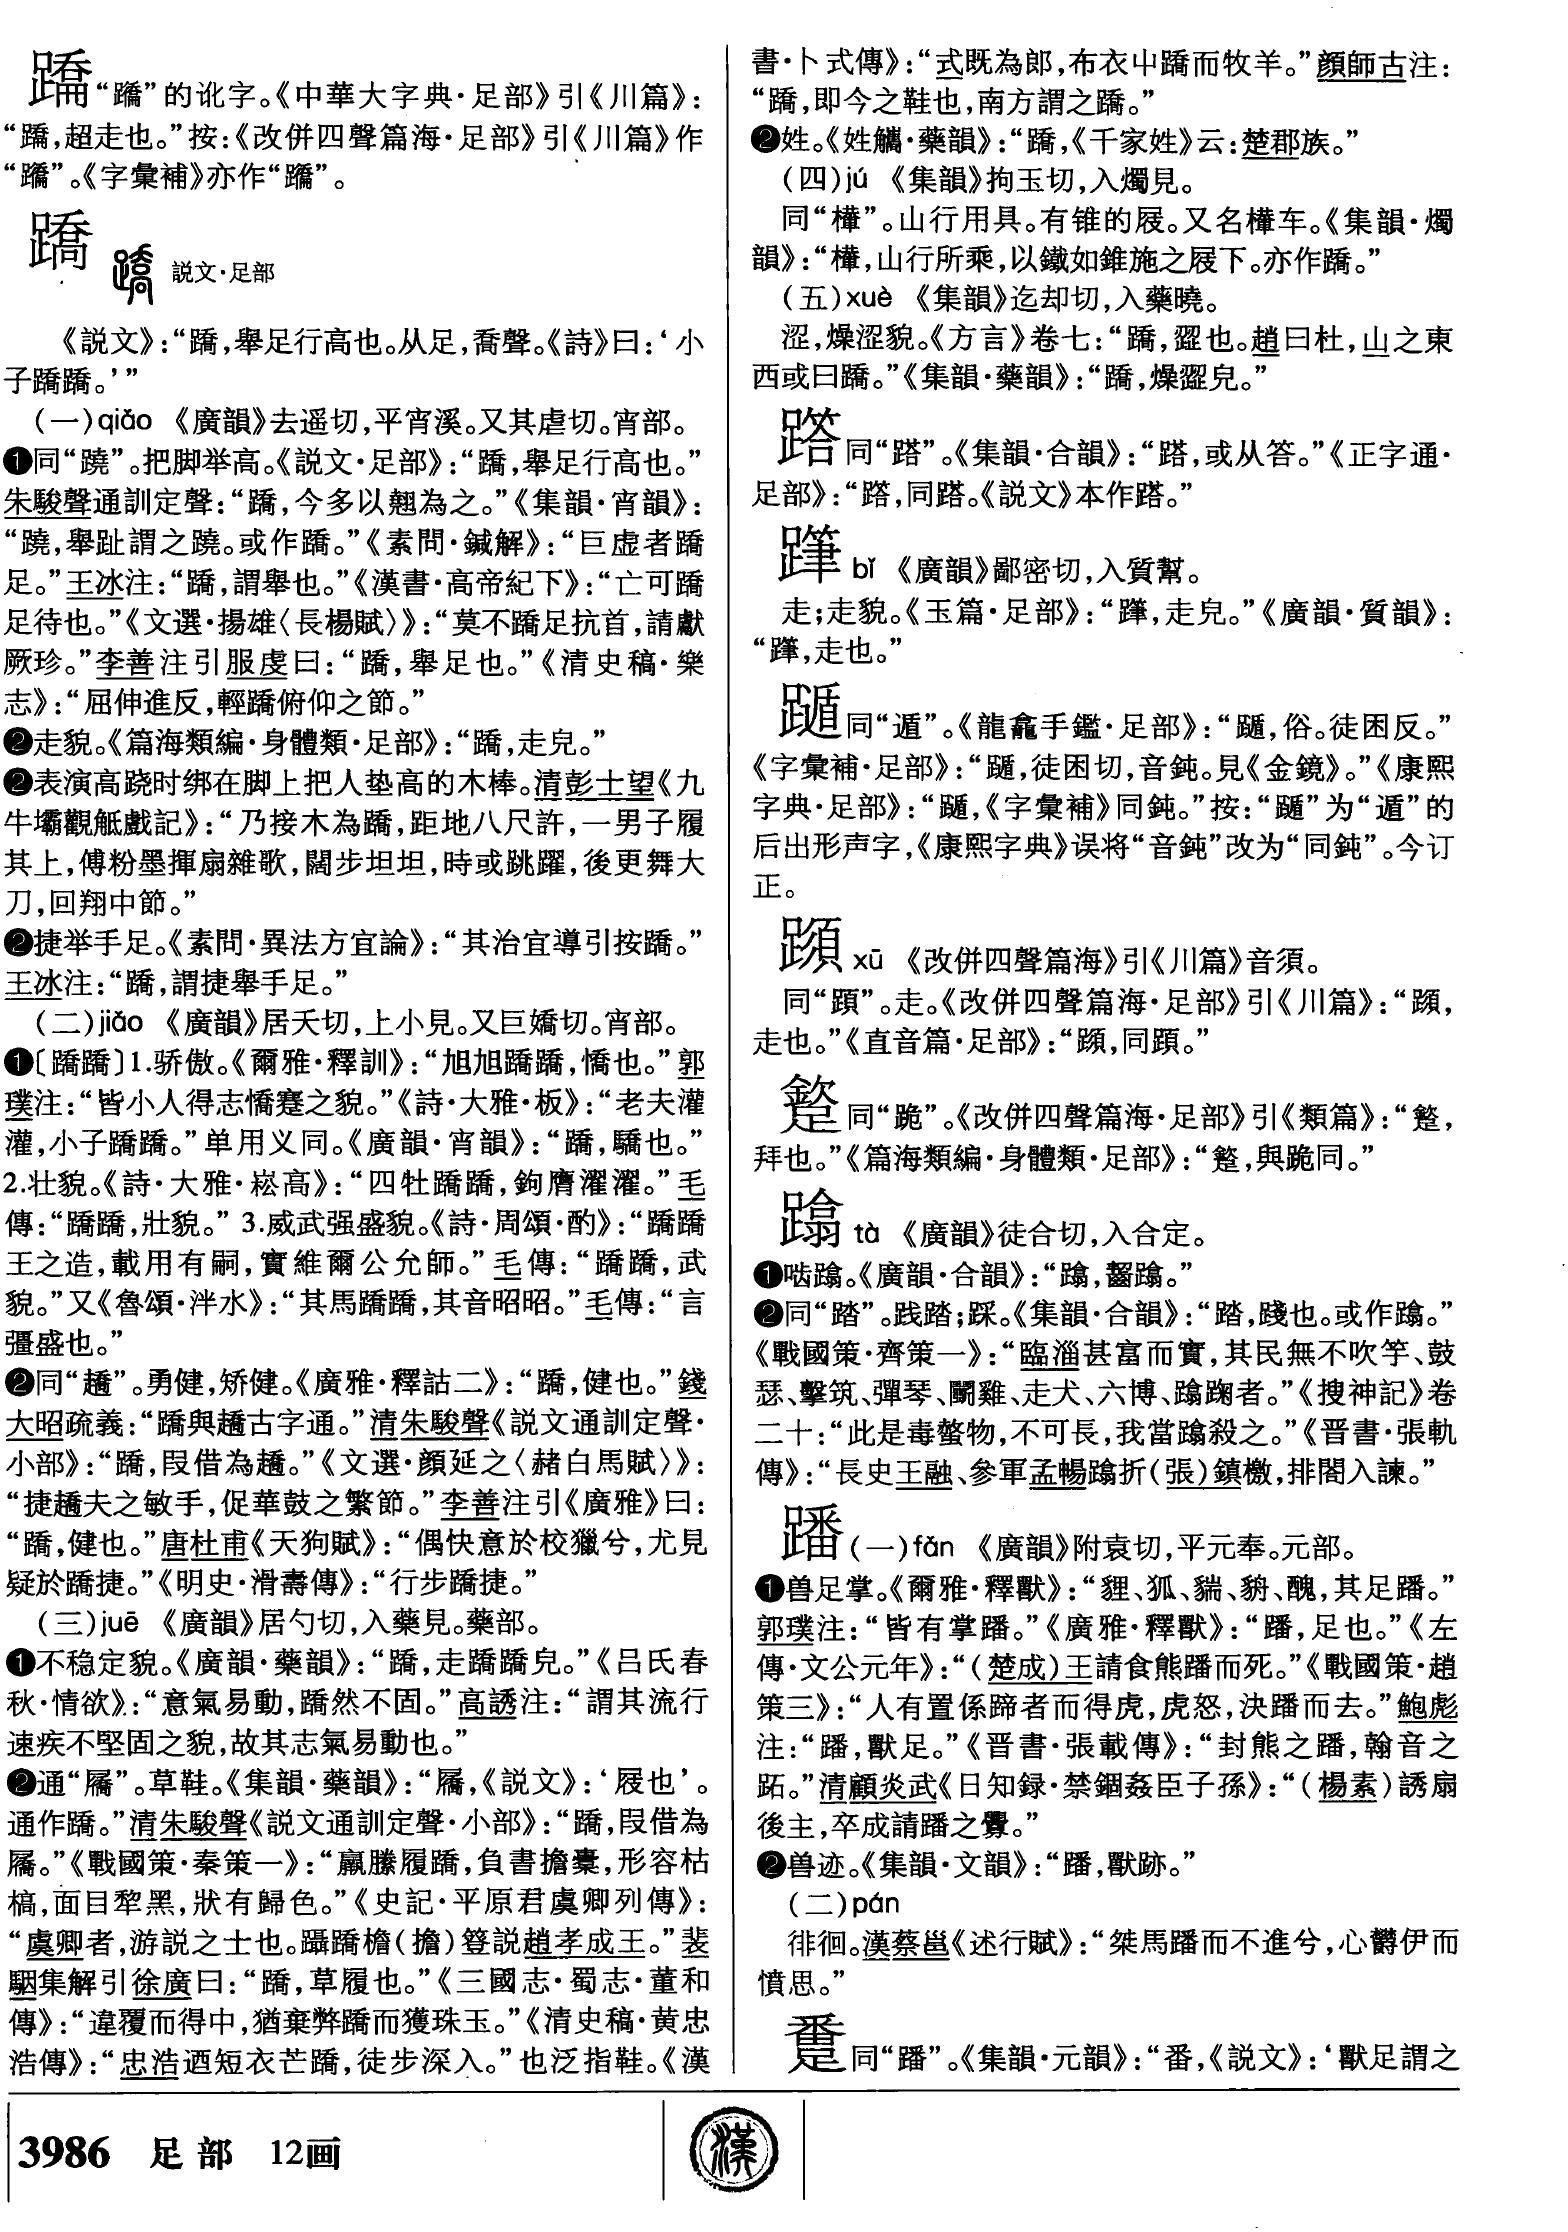 “蹻”的讹字。《中華大字典·足部》引《川篇》：
“，超走也。”按：《改併四聲篇海·足部》引《川篇》作
“蹻”。《字彙補》亦作“蹻”。
蹻 蹻 説文·足部
《説文》：“蹻，舉足行高也。从足，喬聲。《詩》曰：‘小
子蹻蹻。’”
（一）qiāo 《廣韻》去遥切，平宵溪。又其虐切。宵部。
❶同“蹺”。把脚举高。《説文·足部》：“蹻，舉足行高也。”
朱駿聲通訓定聲：“蹻，今多以翹為之。”《集韻·宵韻》：
“蹺，舉趾謂之蹺。或作蹻。”《素問·鍼解》：“巨虚者蹻
足。”王冰注：“蹻，謂舉也。”《漢書·高帝紀下》：“亡可蹻
足待也。”《文選·揚雄〈長楊賦〉》：“莫不蹻足抗首，請獻
厥珍。”李善注引服虔曰：“蹻，舉足也。”《清史稿·樂
志》：“屈伸進反，輕蹻俯仰之節。”
❷走貌。《篇海類編·身體類·足部》：“蹻，走皃。”
❷表演高跷时绑在脚上把人垫高的木棒。清彭士望《九
牛壩觀觝戲記》：“乃接木為蹻，距地八尺許，一男子履
其上，傅粉墨揮扇雜歌，闊步坦坦，時或跳躍，後更舞大
刀，回翔中節。”
❷捷举手足。《素問·異法方宜論》：“其治宜導引按蹻。”
王冰注：“蹻，謂捷舉手足。”
（二）jiǎo 《廣韻》居夭切，上小見。又巨嬌切。宵部。
❶〔蹻蹻〕1.骄傲。《爾雅·釋訓》：“旭旭蹻蹻，憍也。”郭
璞注：“皆小人得志憍蹇之貌。”《詩·大雅·板》：“老夫灌
灌，小子蹻蹻。”单用义同。《廣韻·宵韻》：“蹻，驕也。”
2.壮貌。《詩·大雅·崧高》：“四牡蹻蹻，鉤膺濯濯。”毛
傳：“蹻蹻，壯貌。” 3.威武强盛貌。《詩·周頌·酌》：“蹻蹻
王之造，載用有嗣，實維爾公允師。”毛傳：“蹻蹻，武
貌。”又《魯頌·泮水》：“其馬蹻蹻，其音昭昭。”毛傳：“言
彊盛也。”
❷同“趫”。勇健，矫健。《廣雅·釋詁二》：“蹻，健也。”錢
大昭疏義：“蹻與趫古字通。”清朱駿聲《説文通訓定聲·
小部》：“蹻，叚借為趫。”《文選·顔延之〈赭白馬賦〉》：
“捷趫夫之敏手，促華鼓之繁節。”李善注引《廣雅》曰：
“蹻，健也。”唐杜甫《天狗賦》：“偶快意於校獵兮，尤見
疑於蹻捷。”《明史·滑壽傳》：“行步蹻捷。”
（三）juē 《廣韻》居勺切，入藥見。藥部。
❶不稳定貌。《廣韻·藥韻》：“蹻，走蹻蹻皃。”《吕氏春
秋·情欲》：“意氣易動，蹻然不固。”高誘注：“謂其流行
速疾不堅固之貌，故其志氣易動也。”
❷通“屩”。草鞋。《集韻·藥韻》：“屩，《説文》：‘屐也’。
通作蹻。”清朱駿聲《説文通訓定聲·小部》：“蹻，叚借為
屩。”《戰國策·秦策一》：“羸縢履蹻，負書擔橐，形容枯
槁，面目犂黑，狀有歸色。”《史記·平原君虞卿列傳》：
“虞卿者，游説之士也。躡蹻檐（擔）簦説趙孝成王。”裴
駰集解引徐廣曰：“蹻，草履也。”《三國志·蜀志·董和
傳》：“違覆而得中，猶棄弊蹻而獲珠玉。”《清史稿·黄忠
浩傳》：“忠浩迺短衣芒蹻，徒步深入。”也泛指鞋。《漢
書·卜式傳》：“式既為郎，布衣屮蹻而牧羊。”顔師古注：
“蹻，即今之鞋也，南方謂之蹻。”
❷姓。《姓觿·藥韻》：“蹻，《千家姓》云：楚郡族。”
（四）jú 《集韻》拘玉切，入燭見。
同“檋”。山行用具。有锥的屐。又名檋车。《集韻·燭
韻》：“檋，山行所乘，以鐵如錐施之屐下。亦作蹻。”
（五）xuè 《集韻》迄却切，入藥曉。
涩，燥涩貌。《方言》卷七：“蹻，澀也。趙曰杜，山之東
西或曰蹻。”《集韻·藥韻》：“蹻，燥澀皃。”
同“蹹”。《集韻·合韻》：“，或从答。”《正字通·
足部》：“，同。《説文》本作。”
bǐ 《廣韻》鄙密切，入質幫。
走；走貌。《玉篇·足部》：“，走皃。”《廣韻·質韻》：
“，走也。”
同“遁”。《龍龕手鑑·足部》：“，俗。徒困反。”
《字彙補·足部》：“，徒困切，音鈍。見《金鏡》。”《康熙
字典·足部》：“，《字彙補》同鈍。”按：“”为“遁”的
后出形声字，《康熙字典》误将“音鈍”改为“同鈍”。今订
正。
xū 《改併四聲篇海》引《川篇》音須。
同“”。走。《改併四聲篇海·足部》引《川篇》：“，
走也。”《直音篇·足部》：“，同。”
同“跪”。《改併四聲篇海·足部》引《類篇》：“，
拜也。”《篇海類編·身體類·足部》：“，與跪同。”
蹹 tà 《廣韻》徒合切，入合定。
❶啮蹹。《廣韻·合韻》：“蹹，齧蹹。”
❷同“踏”。践踏；踩。《集韻·合韻》：“踏，踐也。或作蹹。”
《戰國策·齊策一》：“臨淄甚富而實，其民無不吹竽、鼓
瑟、擊筑、彈琴、鬭雞、走犬、六博、蹹踘者。”《搜神記》卷
二十：“此是毒螫物，不可長，我當蹹殺之。”《晋書·張軌
傳》：“長史王融、參軍孟暢蹹折（張）鎮檄，排閤入諫。”
蹯（一）fán 《廣韻》附袁切，平元奉。元部。
❶兽足掌。《爾雅·釋獸》：“貍、狐、貒、貈、醜，其足蹯。”
郭璞注：“皆有掌蹯。”《廣雅·釋獸》：“蹯，足也。”《左
傳·文公元年》：“（楚成）王請食熊蹯而死。”《戰國策·趙
策三》：“人有置係蹄者而得虎，虎怒，決蹯而去。”鮑彪
注：“蹯，獸足。”《晋書·張載傳》：“封熊之蹯，翰音之
跖。”清顧炎武《日知録·禁錮姦臣子孫》：“（楊素）誘扇
後主，卒成請蹯之釁。”
❷兽迹。《集韻·文韻》：“蹯，獸跡。”
（二）pán
徘徊。漢蔡邕《述行賦》：“桀馬蹯而不進兮，心鬱伊而
憤思。”
同“蹯”。《集韻·元韻》：“番，《説文》：‘獸足謂之
3986 足部 12画
漢